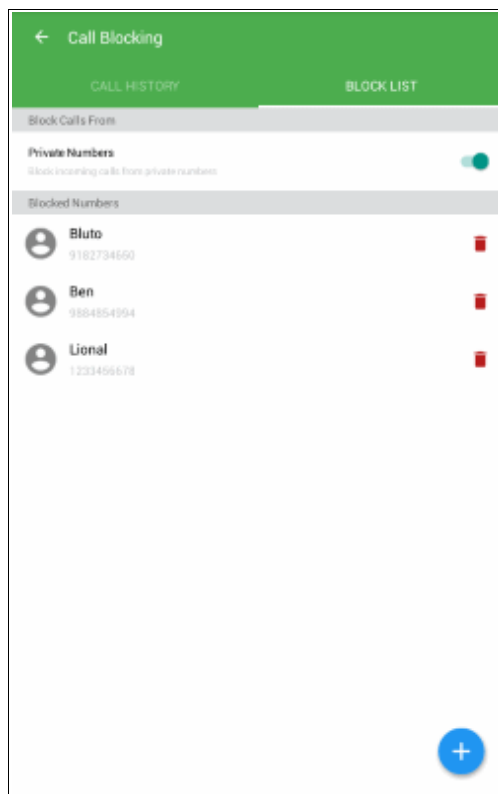 Call Blocking
CALL HISTORY
BLOCK LIST
Block Calls From
Private Numbers
Block incoming calls from private numbers
Blocked Numbers
Bluto
9182734660
Ben
9884854994
Lional
1233456678